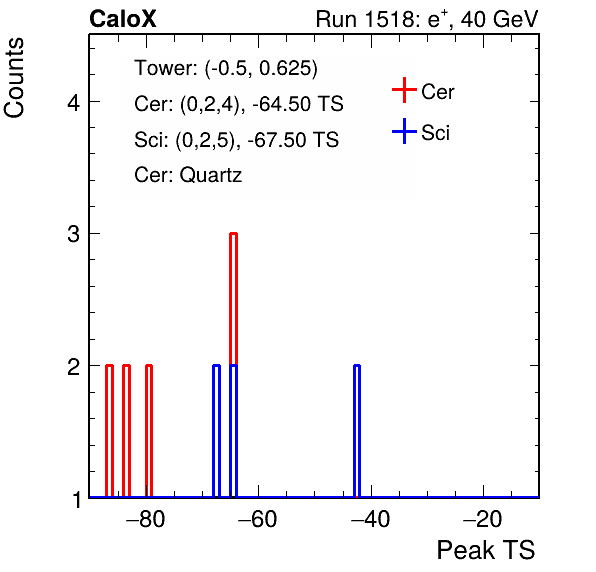 CaloX Run 1518: e⁺, 40 GeV
Counts
Tower: (-0.5, 0.625)
Cer: (0,2,4), -64.50 TS
Sci: (0,2,5), -67.50 TS
Cer: Quartz
Cer
Sci
4
3
2
1
−80 −60 −40 −20
Peak TS